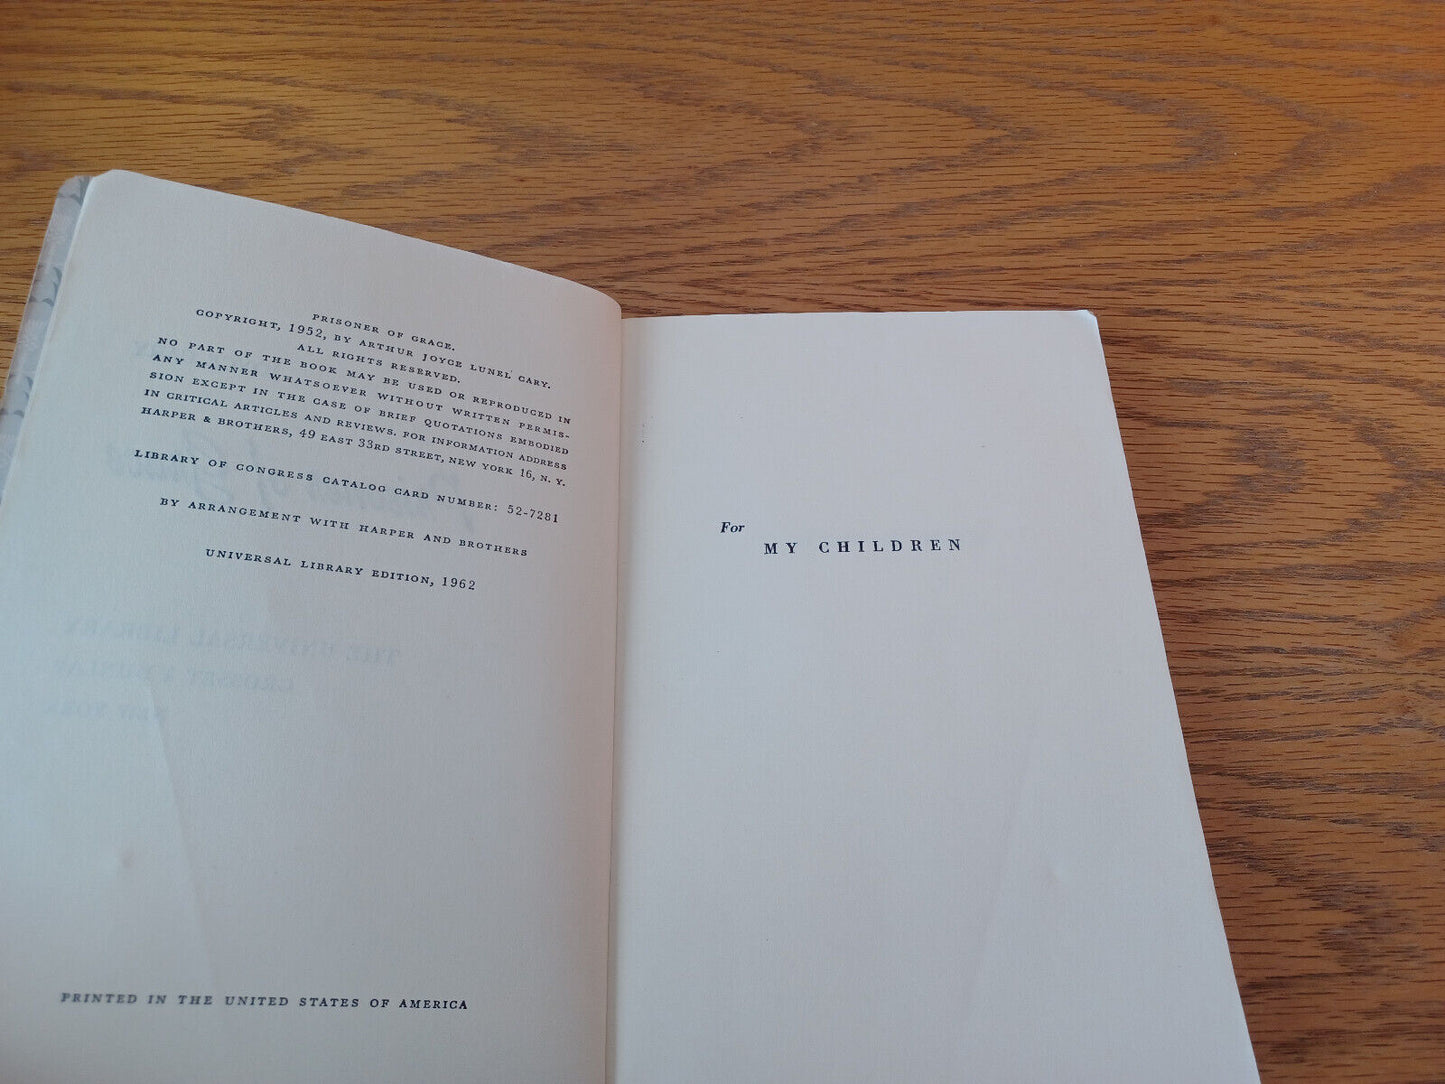 PRISONER OF GRACE.
COPYRIGHT, 1952, BY ARTHUR JOYCE LUNEL CARY.
ALL RIGHTS RESERVED.
NO PART OF THE BOOK MAY BE USED OR REPRODUCED IN
ANY MANNER WHATSOEVER WITHOUT WRITTEN PERMIS-
SION EXCEPT IN THE CASE OF BRIEF QUOTATIONS EMBODIED
IN CRITICAL ARTICLES AND REVIEWS. FOR INFORMATION ADDRESS
HARPER & BROTHERS, 49 EAST 33RD STREET, NEW YORK 16, N. Y.
LIBRARY OF CONGRESS CATALOG CARD NUMBER: 52-7281
BY ARRANGEMENT WITH HARPER AND BROTHERS
UNIVERSAL LIBRARY EDITION, 1962
PRINTED IN THE UNITED STATES OF AMERICA
For
MY CHILDREN